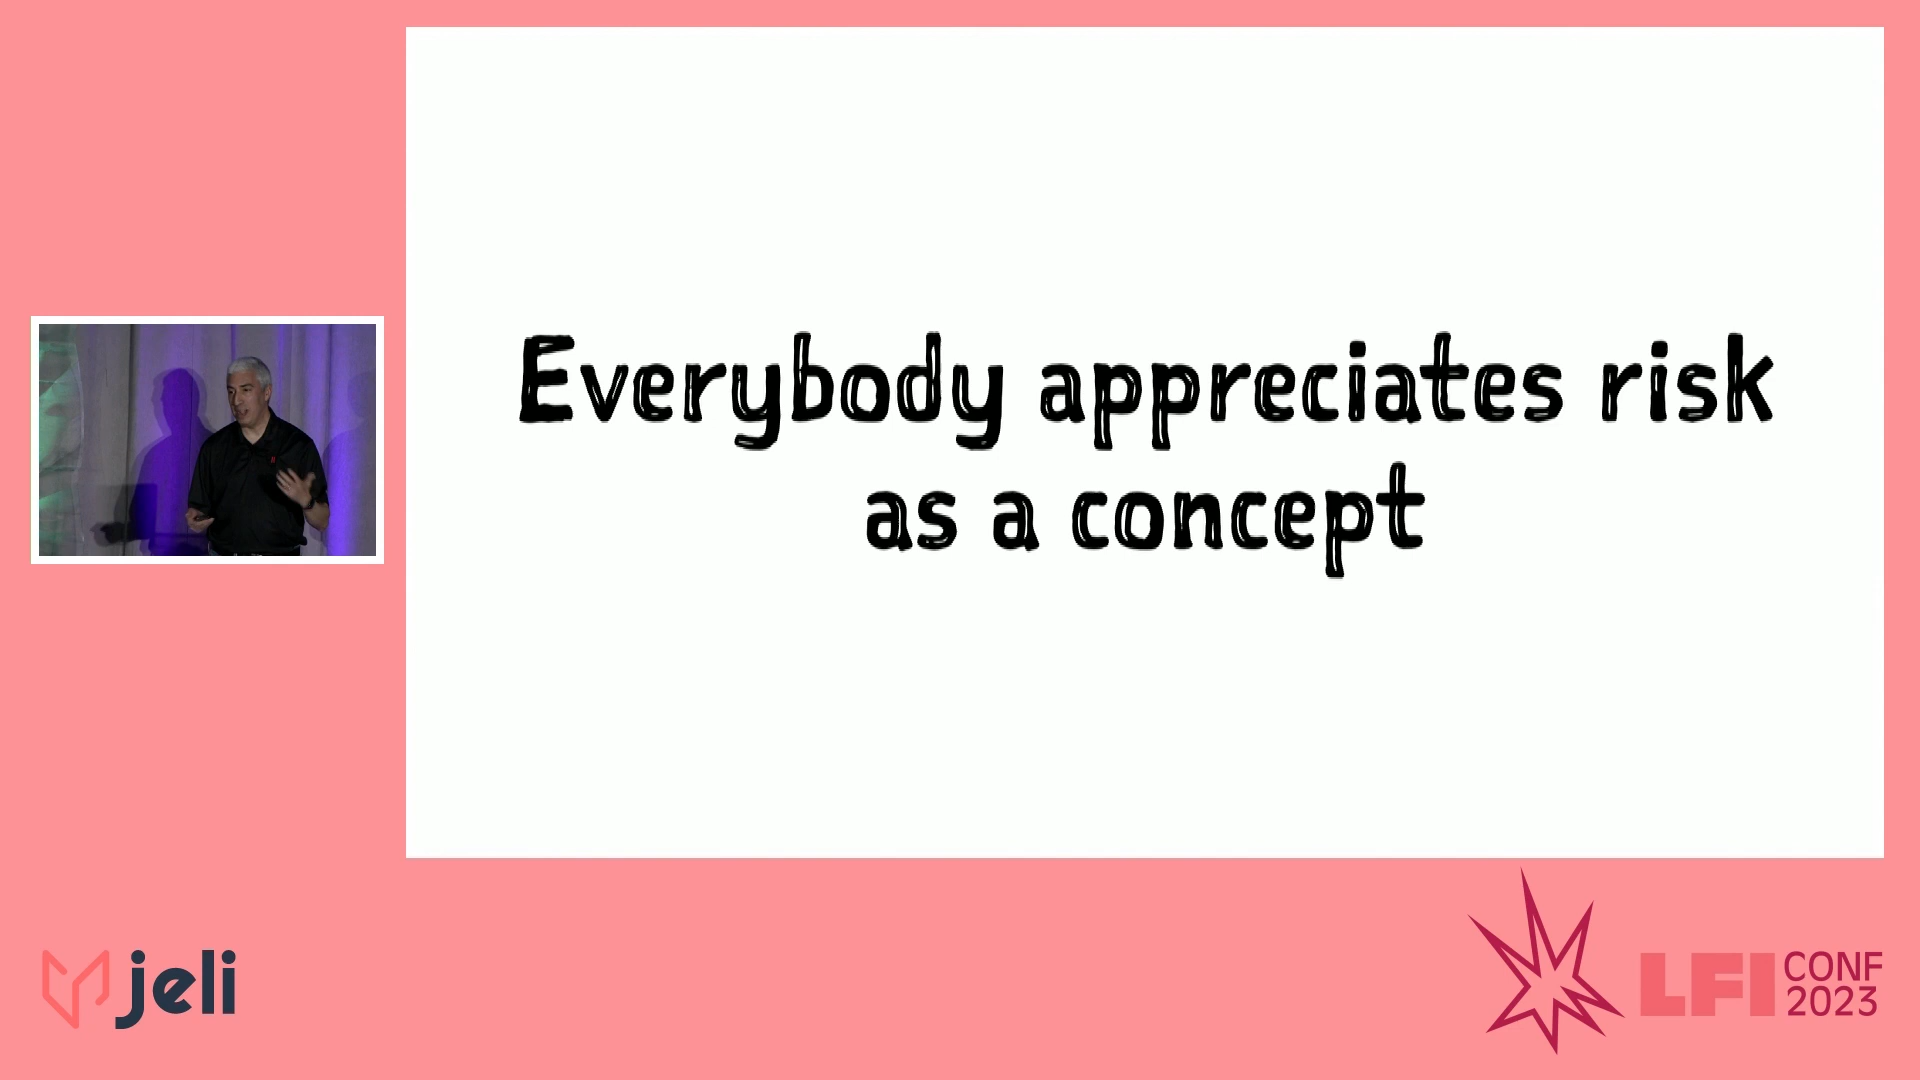 Everybody appreciates risk
as a concept
jeli
LFI CONF
2023